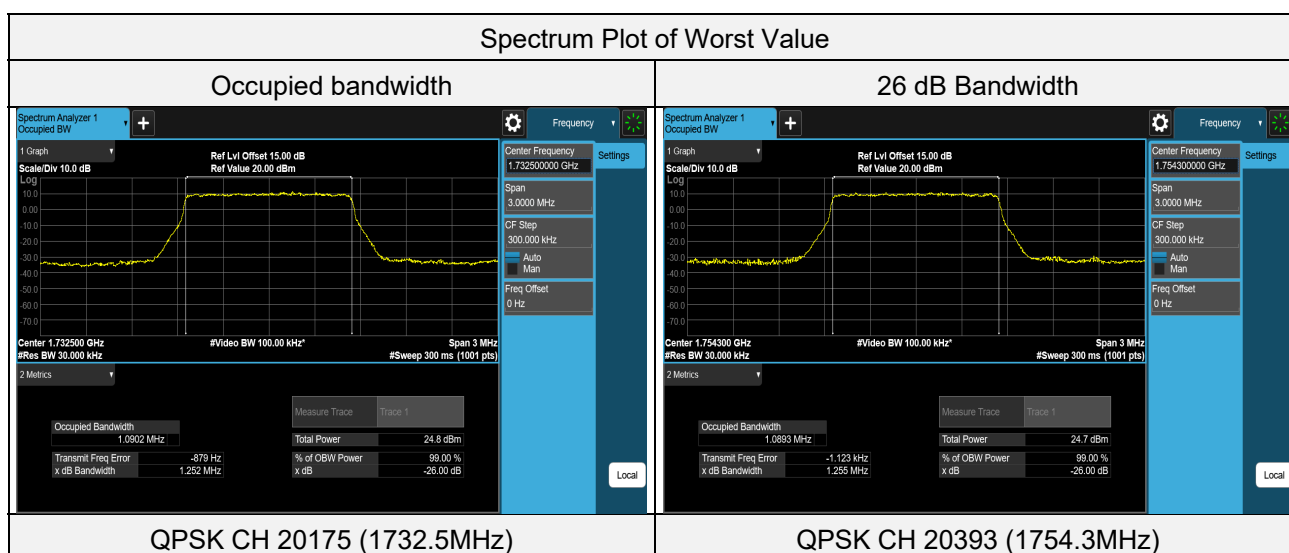 Spectrum Plot of Worst Value
Occupied bandwidth
26 dB Bandwidth
Spectrum Analyzer 1
Occupied BW
+
Frequency
1 Graph
Scale/Div 10.0 dB
Ref Lvl Offset 15.00 dB
Ref Value 20.00 dBm
Log
10.0
0.00
-10.0
-20.0
-30.0
-40.0
-50.0
-60.0
-70.0
Center 1.732500 GHz
#Video BW 100.00 kHz*
Span 3 MHz
#Res BW 30.000 kHz
#Sweep 300 ms (1001 pts)
Center Frequency
1.732500000 GHz
Settings
Span
3.0000 MHz
CF Step
300.000 kHz
Auto
Man
Freq Offset
0 Hz
2 Metrics
Measure Trace Trace 1
Occupied Bandwidth
1.0902 MHz
Total Power 24.8 dBm
Transmit Freq Error -879 Hz
% of OBW Power 99.00 %
x dB Bandwidth 1.252 MHz
x dB -26.00 dB
Local
Spectrum Analyzer 1
Occupied BW
+
Frequency
1 Graph
Scale/Div 10.0 dB
Ref Lvl Offset 15.00 dB
Ref Value 20.00 dBm
Log
10.0
0.00
-10.0
-20.0
-30.0
-40.0
-50.0
-60.0
-70.0
Center 1.754300 GHz
#Video BW 100.00 kHz*
Span 3 MHz
#Res BW 30.000 kHz
#Sweep 300 ms (1001 pts)
Center Frequency
1.754300000 GHz
Settings
Span
3.0000 MHz
CF Step
300.000 kHz
Auto
Man
Freq Offset
0 Hz
2 Metrics
Measure Trace Trace 1
Occupied Bandwidth
1.0893 MHz
Total Power 24.7 dBm
Transmit Freq Error -1.123 kHz
% of OBW Power 99.00 %
x dB Bandwidth 1.255 MHz
x dB -26.00 dB
Local
QPSK CH 20175 (1732.5MHz)
QPSK CH 20393 (1754.3MHz)